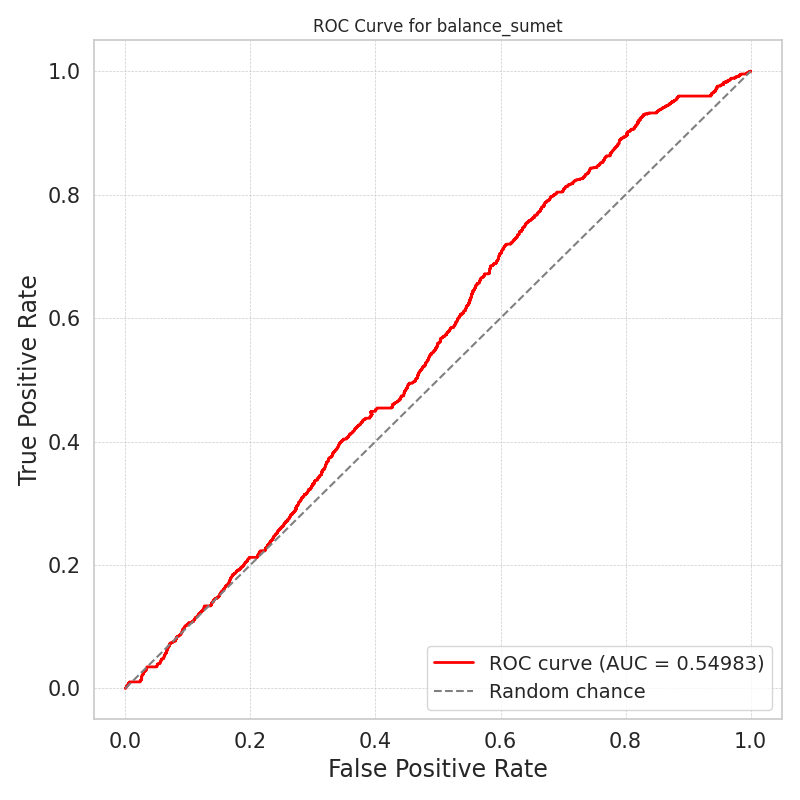 ROC Curve for balance_sumet
True Positive Rate
1.0
0.8
0.6
0.4
0.2
0.0
ROC curve (AUC = 0.54983)
Random chance
0.0 0.2 0.4 0.6 0.8 1.0
False Positive Rate